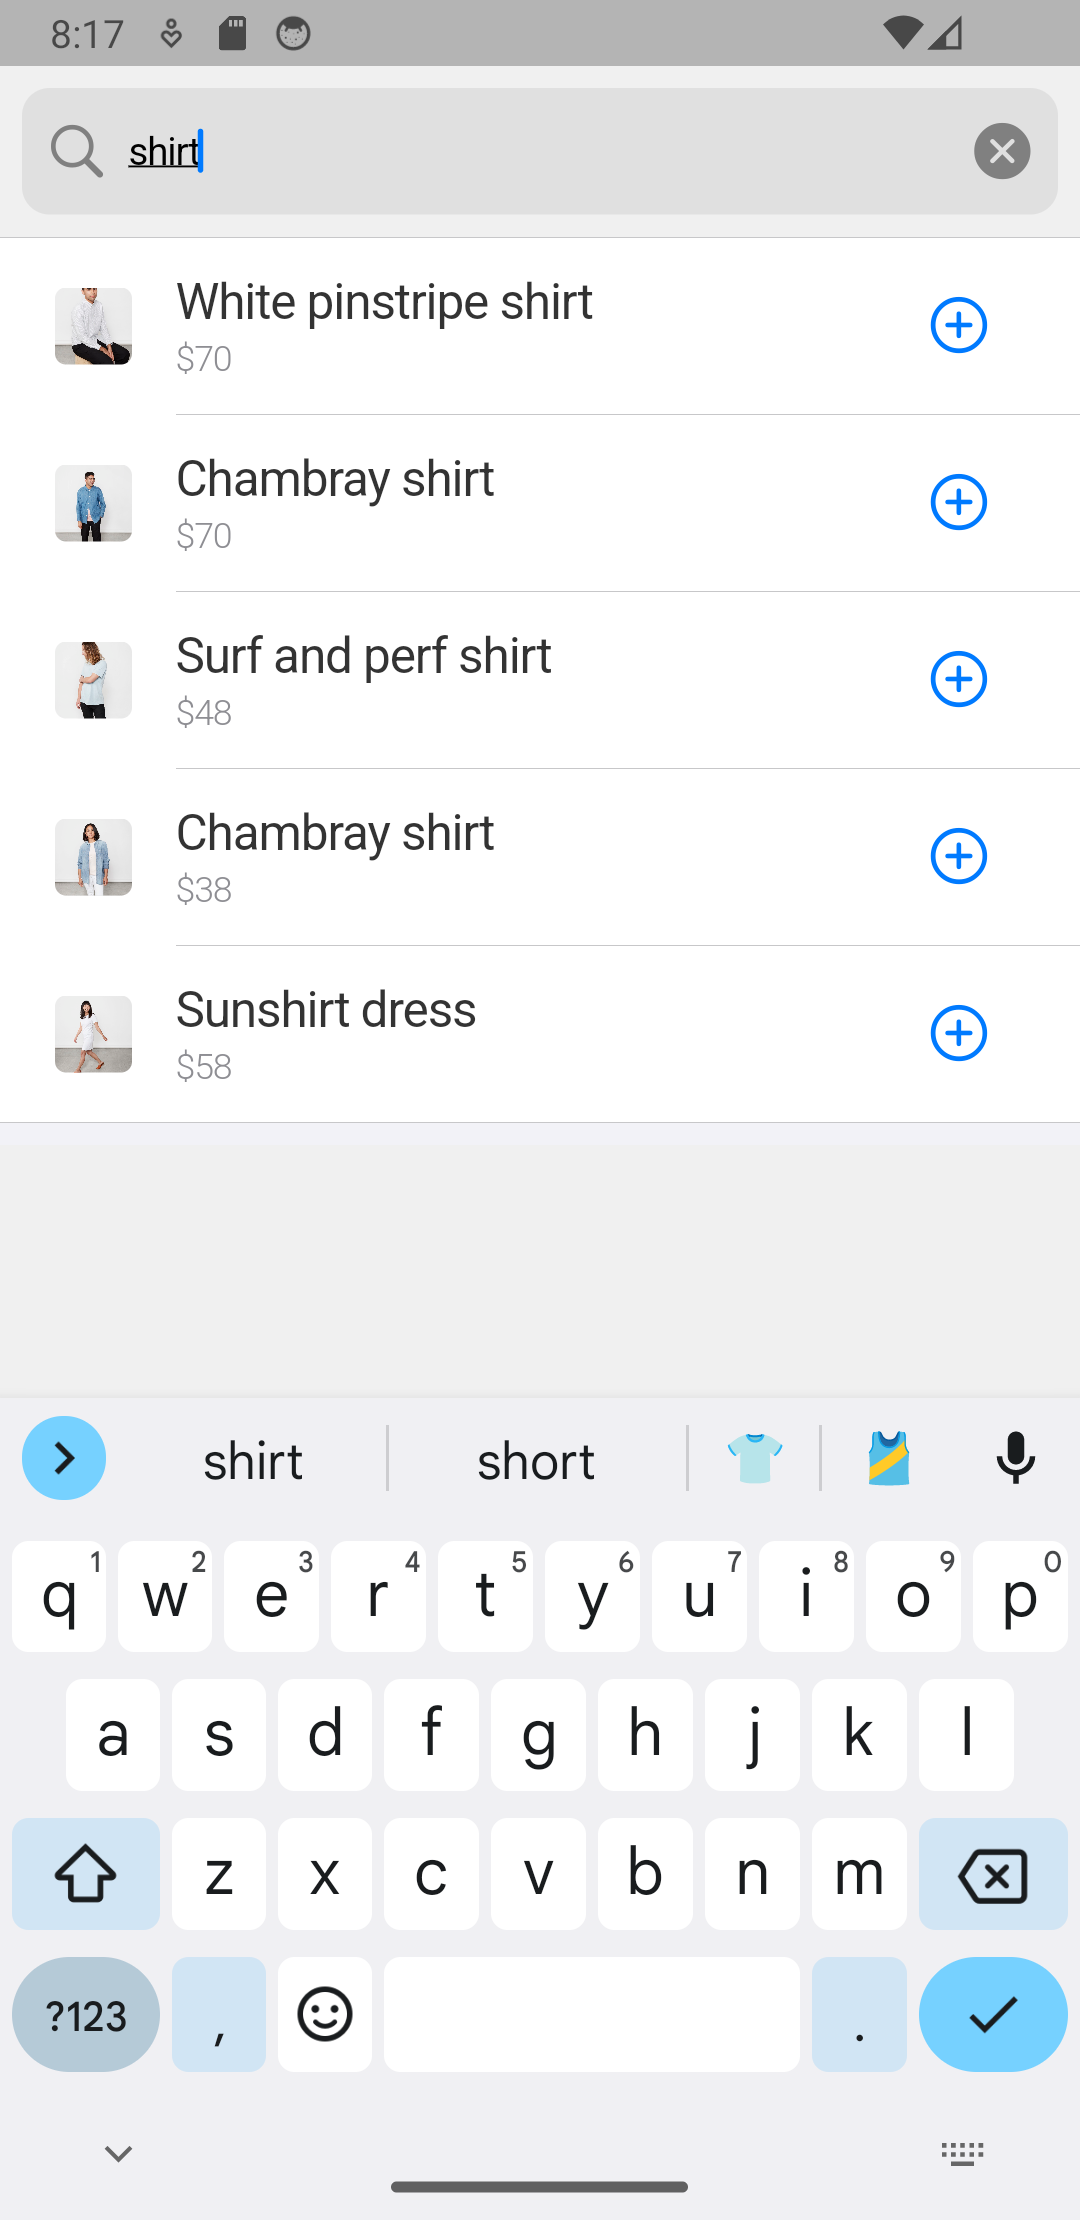 8:17
shirt
White pinstripe shirt
$70
Chambray shirt
$70
Surf and perf shirt
$48
Chambray shirt
$38
Sunshirt dress
$58
shirt short
q 1 w 2 e 3 r 4 t 5 y 6 u 7 i 8 o 9 p 0
a s d f g h j k l
z x c v b n m
?123 , .